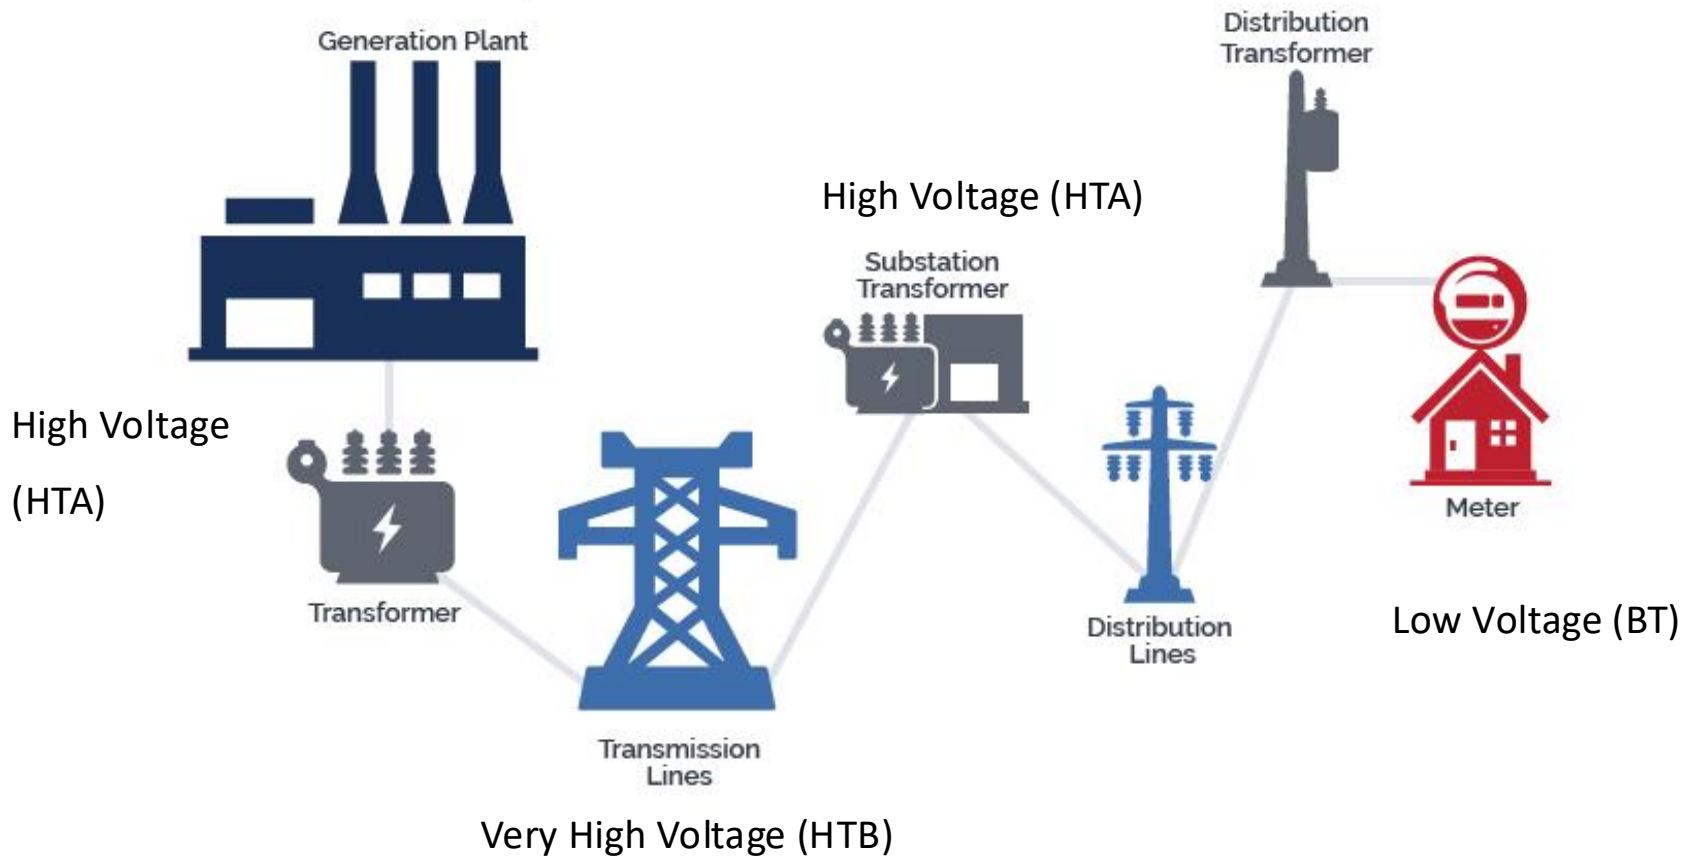 Generation Plant
Distribution
Transformer
High Voltage (HTA)
Substation
Transformer
High Voltage
(HTA)
Meter
Transformer
Distribution
Lines
Low Voltage (BT)
Transmission
Lines
Very High Voltage (HTB)